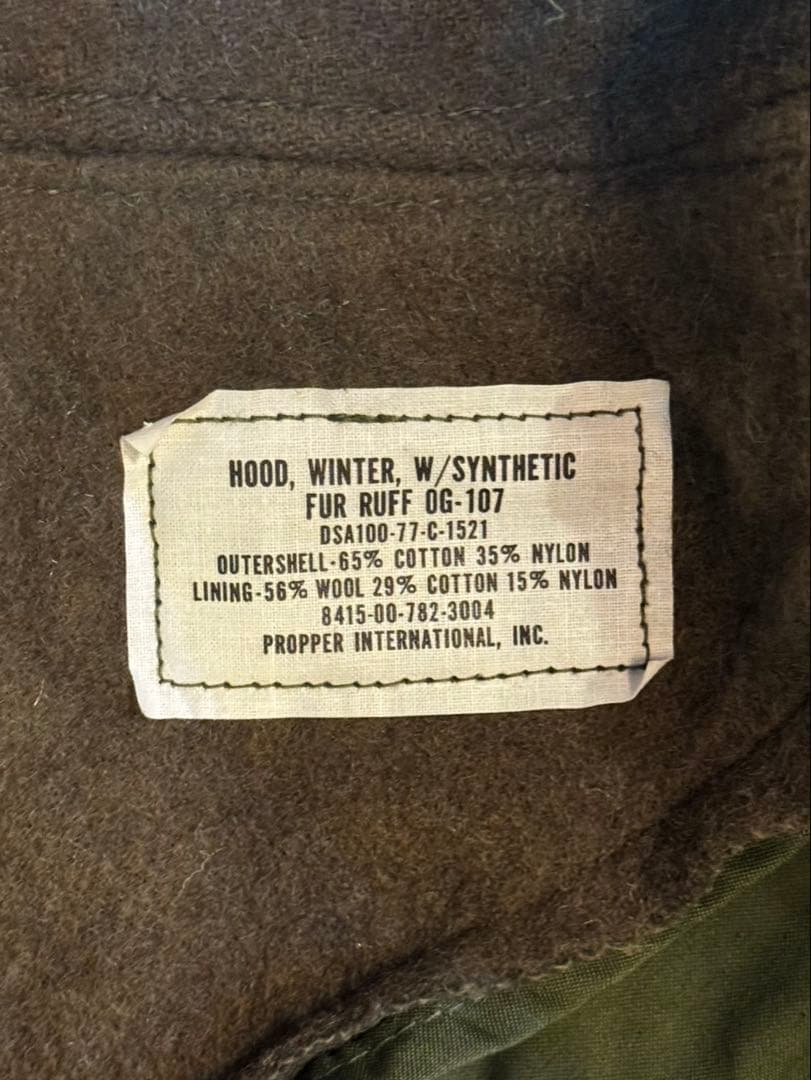 HOOD, WINTER, W/SYNTHETIC
FUR RUFF OG-107
DSA100-77-C-1521
OUTERSHELL-65% COTTON 35% NYLON
LINING-56% WOOL 29% COTTON 15% NYLON
8415-00-782-3004
PROPPER INTERNATIONAL, INC.